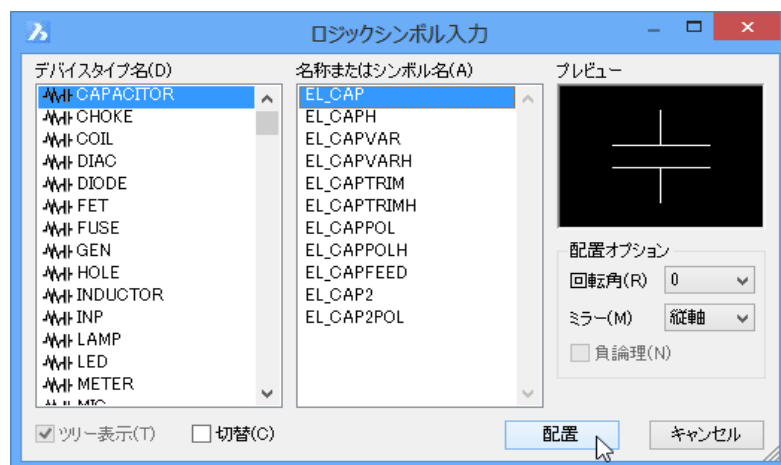 ロジックシンボル入力
デバイスタイプ名(D)
CAPACITOR
CHOKE
COIL
DIAC
DIODE
FET
FUSE
GEN
HOLE
INDUCTOR
INP
LAMP
LED
METER
MIC
名称またはシンボル名(A)
EL_CAP
EL_CAPH
EL_CAPVAR
EL_CAPVARH
EL_CAPTRIM
EL_CAPTRIMH
EL_CAPPOL
EL_CAPPOLH
EL_CAPFEED
EL_CAP2
EL_CAP2POL
プレビュー
配置オプション
回転角(R) 0
ミラー(M) 縦軸
負論理(N)
ツリー表示(T) 切替(C)
配置 キャンセル